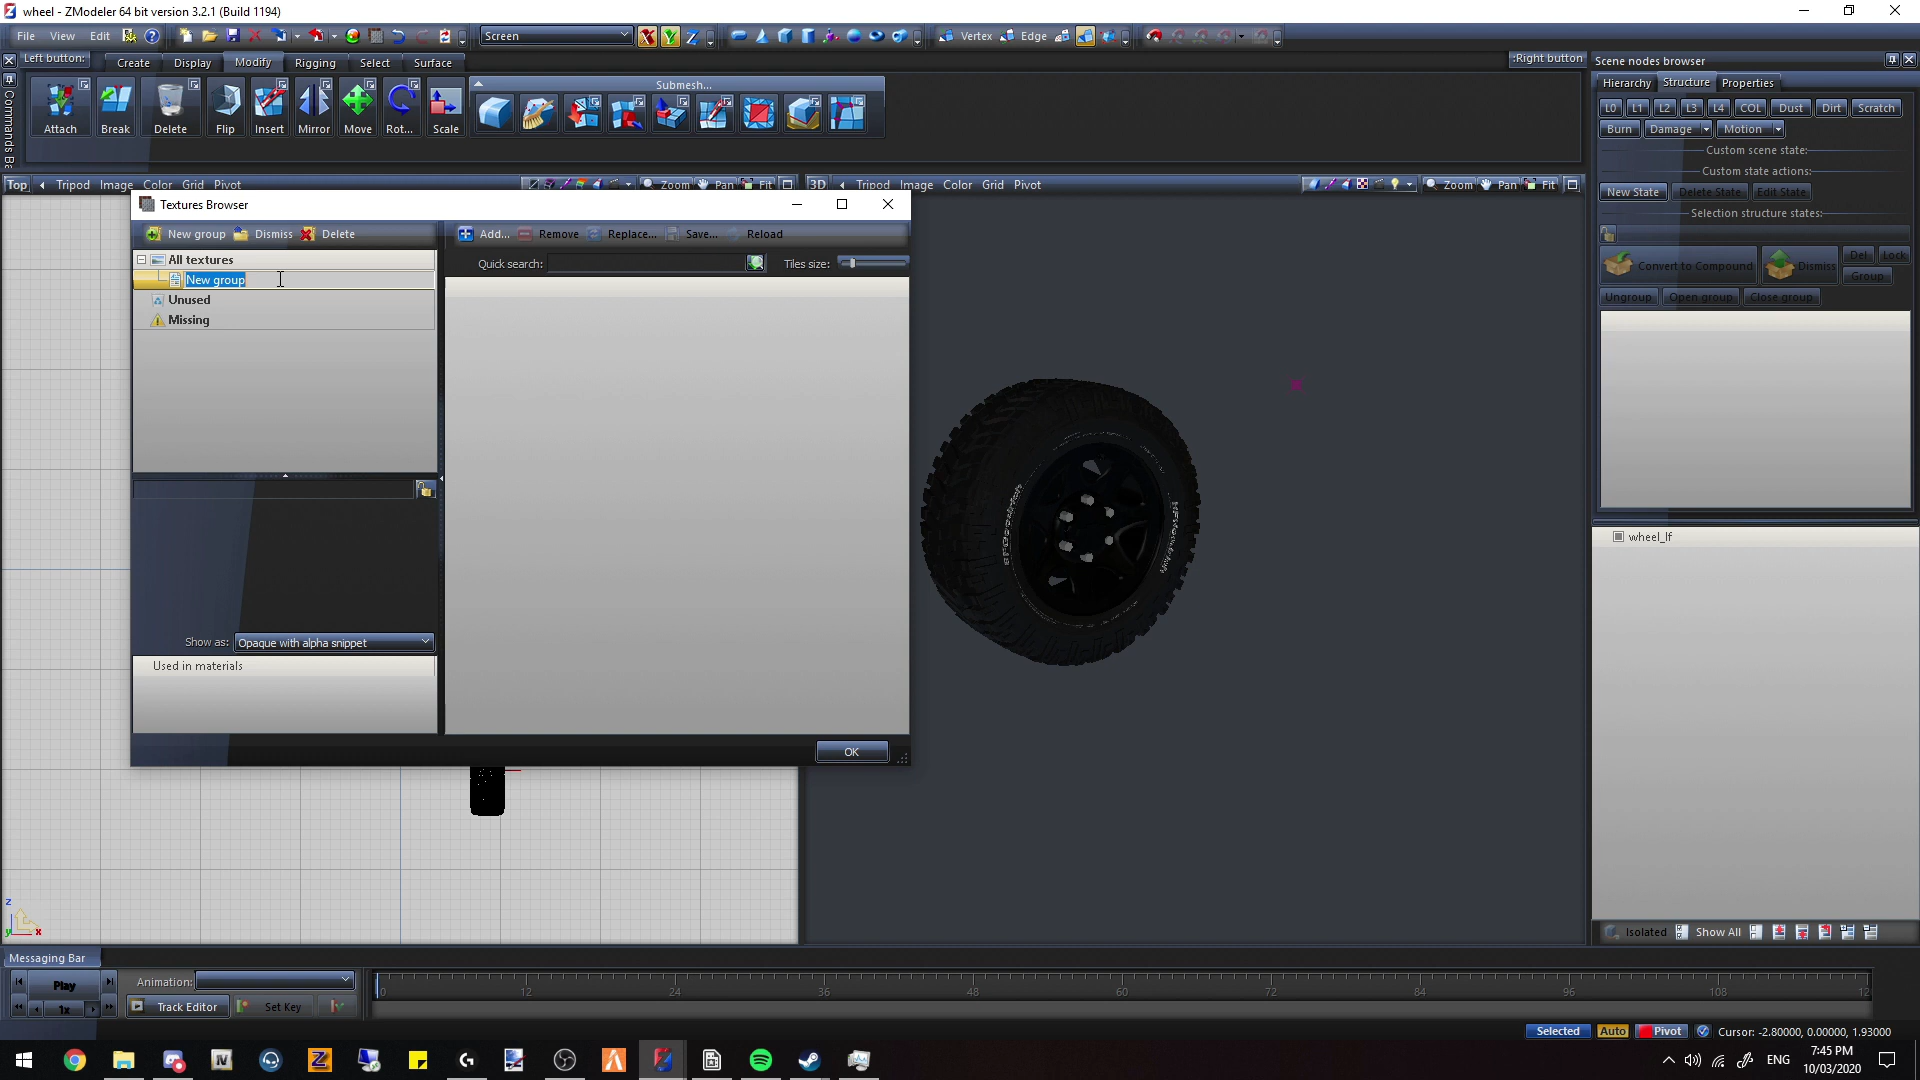 wheel - ZModeler 64 bit version 3.2.1 (Build 1194)
File View Edit Screen Vertex Edge
Left button: Create Display Modify Rigging Select Surface :Right button
Commands Ba
Submesh...
Attach Break Delete Flip Insert Mirror Move Rot... Scale
Top Tripod Image Color Grid Pivot Zoom Pan Fit
3D Tripod Image Color Grid Pivot Zoom Pan Fit
Textures Browser
New group Dismiss Delete Add... Remove Replace... Save... Reload
Quick search: Tiles size:
All textures
New group
Unused
Missing
Show as: Opaque with alpha snippet
Used in materials
OK
Scene nodes browser
Hierarchy Structure Properties
L0 L1 L2 L3 L4 COL Dust Dirt Scratch
Burn Damage Motion
Custom scene state:
Custom state actions:
New State Delete State Edit State
Selection structure states:
Convert to Compound Dismiss Del Lock
Group
Ungroup Open group Close group
wheel_lf
Isolated Show All
z
y x
Messaging Bar
Play Animation:
1x Track Editor Set Key
0 12 24 36 48 60 72 84 96 108 12
Selected Auto Pivot Cursor: -2.80000, 0.00000, 1.93000
ENG 7:45 PM
10/03/2020